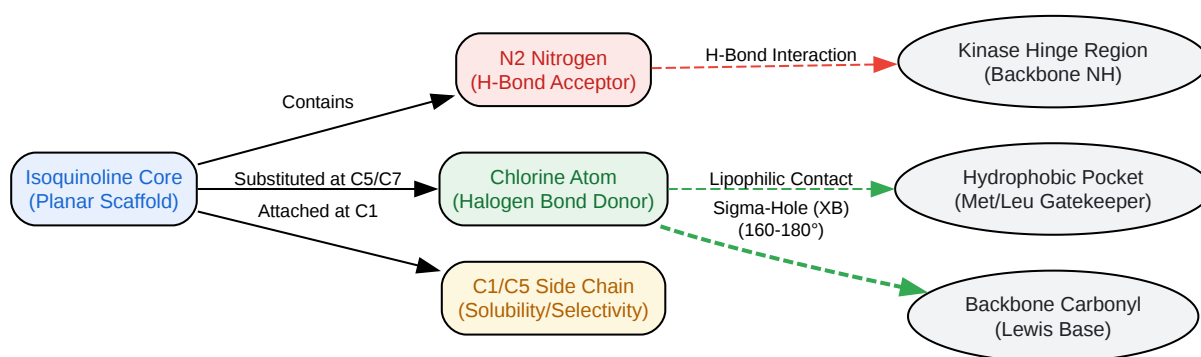 N2 Nitrogen
(H-Bond Acceptor)
H-Bond Interaction
Kinase Hinge Region
(Backbone NH)
Contains
Isoquinoline Core
(Planar Scaffold)
Substituted at C5/C7
Chlorine Atom
(Halogen Bond Donor)
Lipophilic Contact
Hydrophobic Pocket
(Met/Leu Gatekeeper)
Attached at C1
Sigma-Hole (XB)
(160-180°)
C1/C5 Side Chain
(Solubility/Selectivity)
Backbone Carbonyl
(Lewis Base)